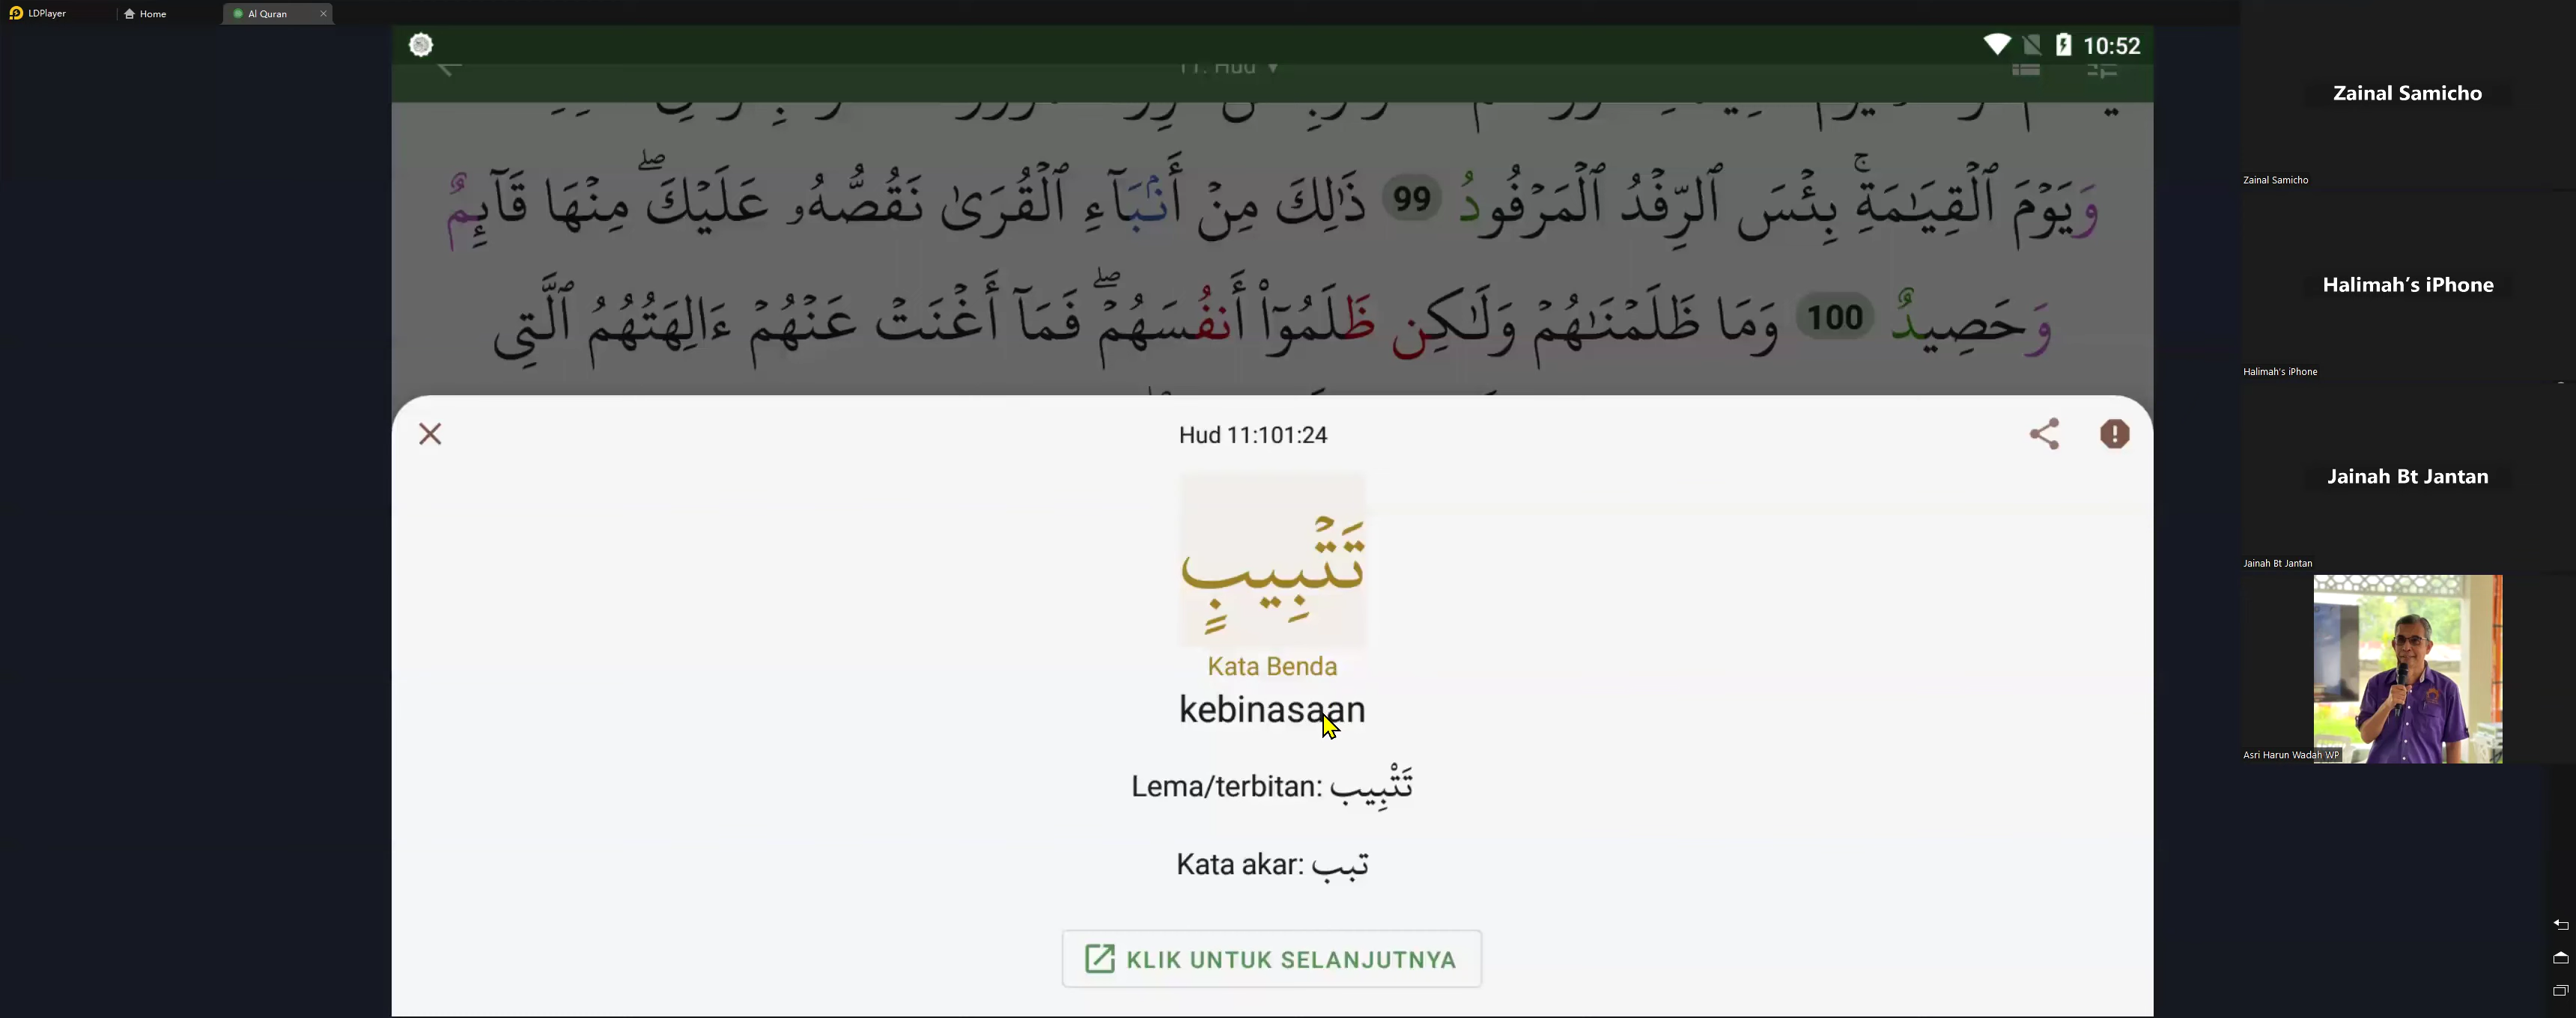 LDPlayer
Home
Al Quran
10:52
11. Hud
وَيَوْمَ ٱلْقِيَـٰمَةِ ۚ بِئْسَ ٱلرِّفْدُ ٱلْمَرْفُودُ 99 ذَٰلِكَ مِنْ أَنۢبَآءِ ٱلْقُرَىٰ نَقُصُّهُۥ عَلَيْكَ ۖ مِنْهَا قَآئِمٌ
وَحَصِيدٌ 100 وَمَا ظَلَمْنَـٰهُمْ وَلَـٰكِن ظَلَمُوٓا۟ أَنفُسَهُمْ ۖ فَمَآ أَغْنَتْ عَنْهُمْ ءَالِهَتُهُمُ ٱلَّتِى
Hud 11:101:24
تَتْبِيبٍ
Kata Benda
kebinasaan
Lema/terbitan: تَتْبِيب
Kata akar: تبب
KLIK UNTUK SELANJUTNYA
Zainal Samicho
Zainal Samicho
Halimah's iPhone
Halimah's iPhone
Jainah Bt Jantan
Jainah Bt Jantan
Asri Harun Wadah WP